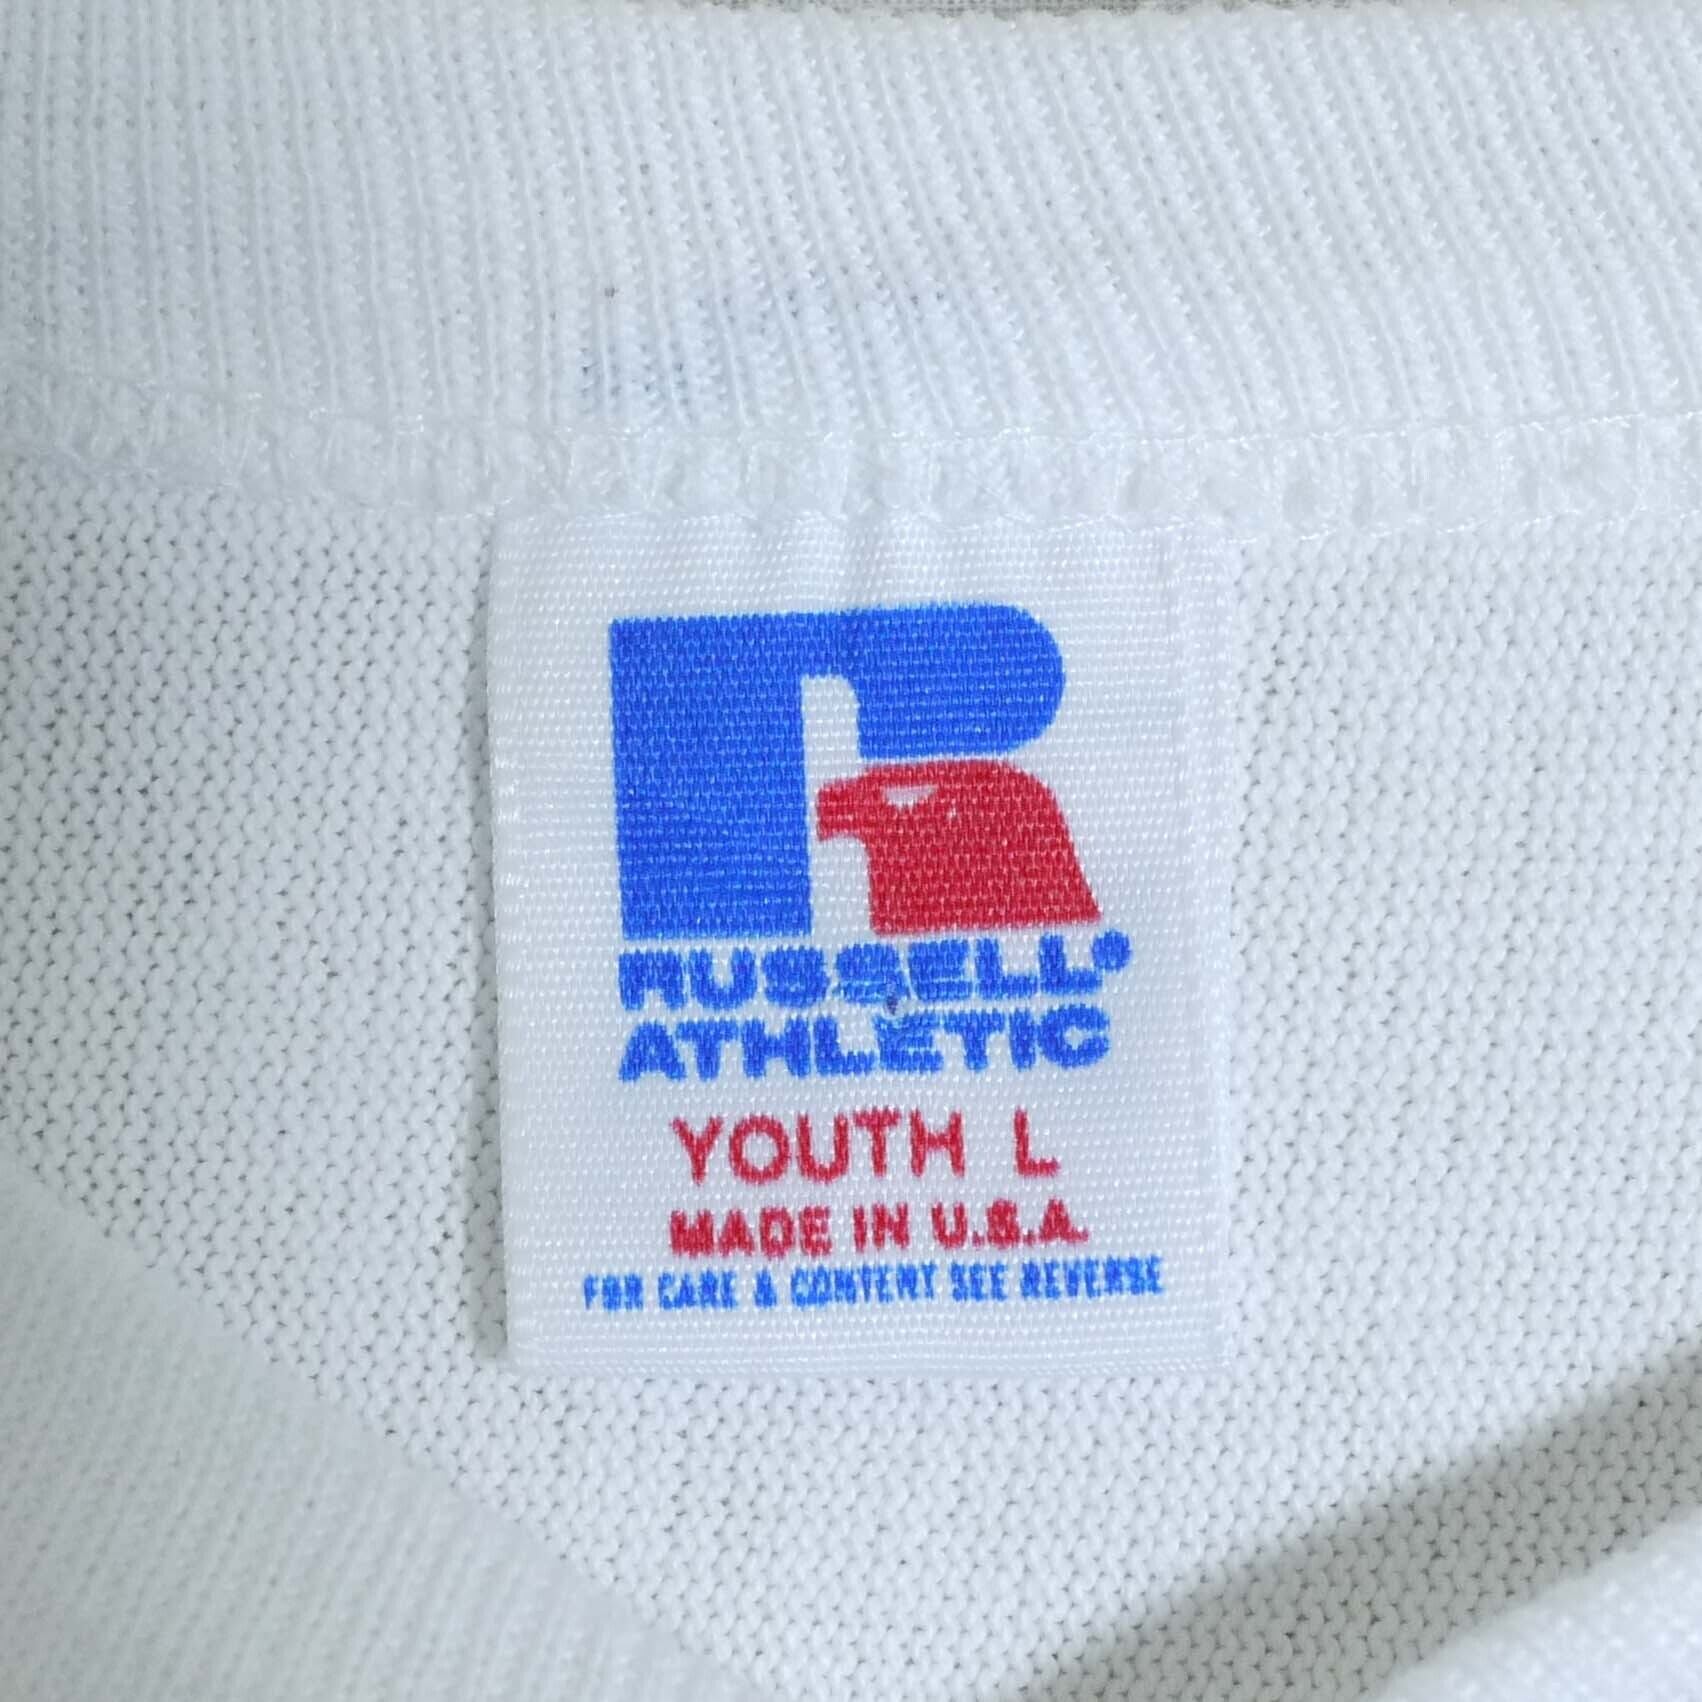 RUSSELL®
ATHLETIC
YOUTH L
MADE IN U.S.A.
FOR CARE & CONTENT SEE REVERSE